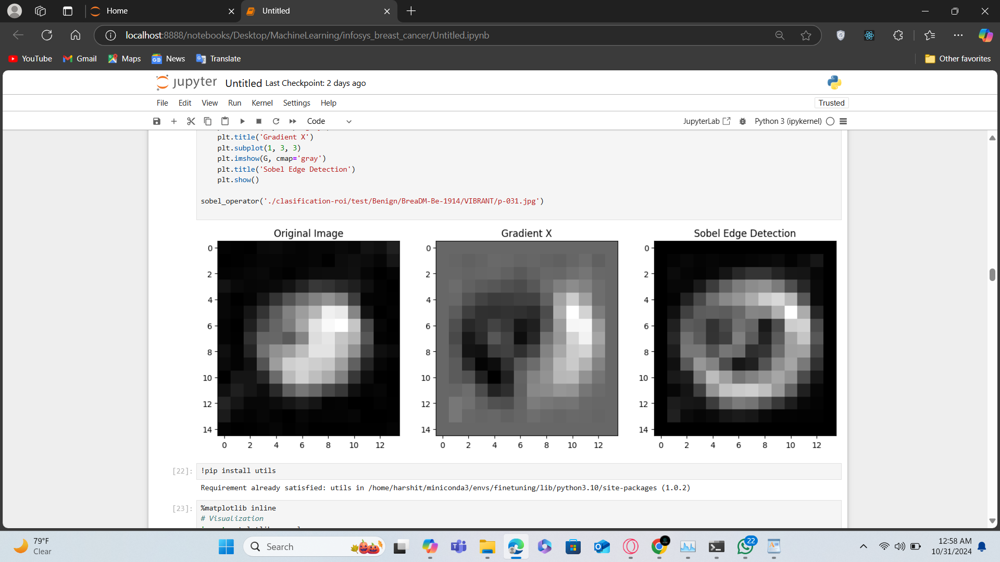 Home
Untitled
localhost:8888/notebooks/Desktop/MachineLearning/infosys_breast_cancer/Untitled.ipynb
YouTube Gmail Maps News Translate Other favorites
jupyter Untitled Last Checkpoint: 2 days ago
File Edit View Run Kernel Settings Help Trusted
Code JupyterLab Python 3 (ipykernel)
plt.title('Gradient X')
plt.subplot(1, 3, 3)
plt.imshow(G, cmap='gray')
plt.title('Sobel Edge Detection')
plt.show()
sobel_operator('./clasification-roi/test/Benign/BreaDM-Be-1914/VIBRANT/p-031.jpg')
Original Image
0
2
4
6
8
10
12
14
0 2 4 6 8 10 12
Gradient X
0
2
4
6
8
10
12
14
0 2 4 6 8 10 12
Sobel Edge Detection
0
2
4
6
8
10
12
14
0 2 4 6 8 10 12
[22]: !pip install utils
Requirement already satisfied: utils in /home/harshit/miniconda3/envs/finetuning/lib/python3.10/site-packages (1.0.2)
[23]: %matplotlib inline
# Visualization
79°F
Clear
Search
22
12:58 AM
10/31/2024